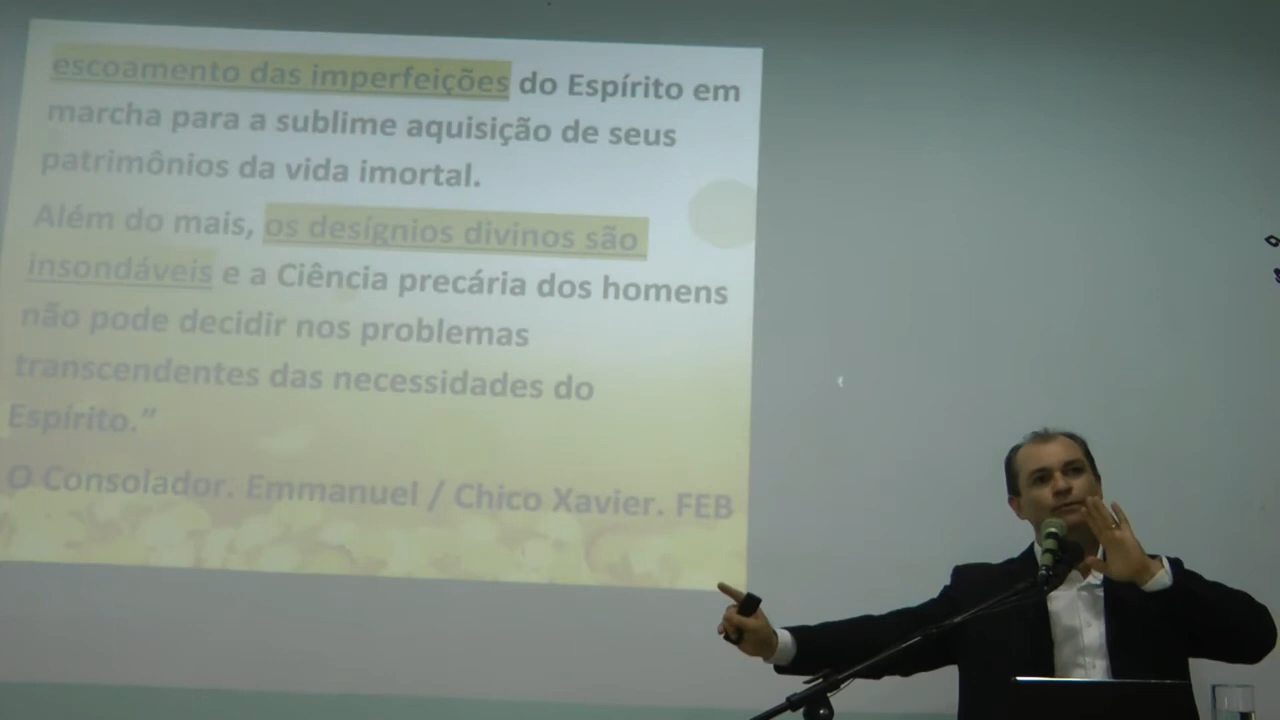 escoamento das imperfeições do Espírito em
marcha para a sublime aquisição de seus
patrimônios da vida imortal.
Além do mais, os desígnios divinos são
insondáveis e a Ciência precária dos homens
não pode decidir nos problemas
transcendentes das necessidades do
Espírito.”
O Consolador. Emmanuel / Chico Xavier. FEB